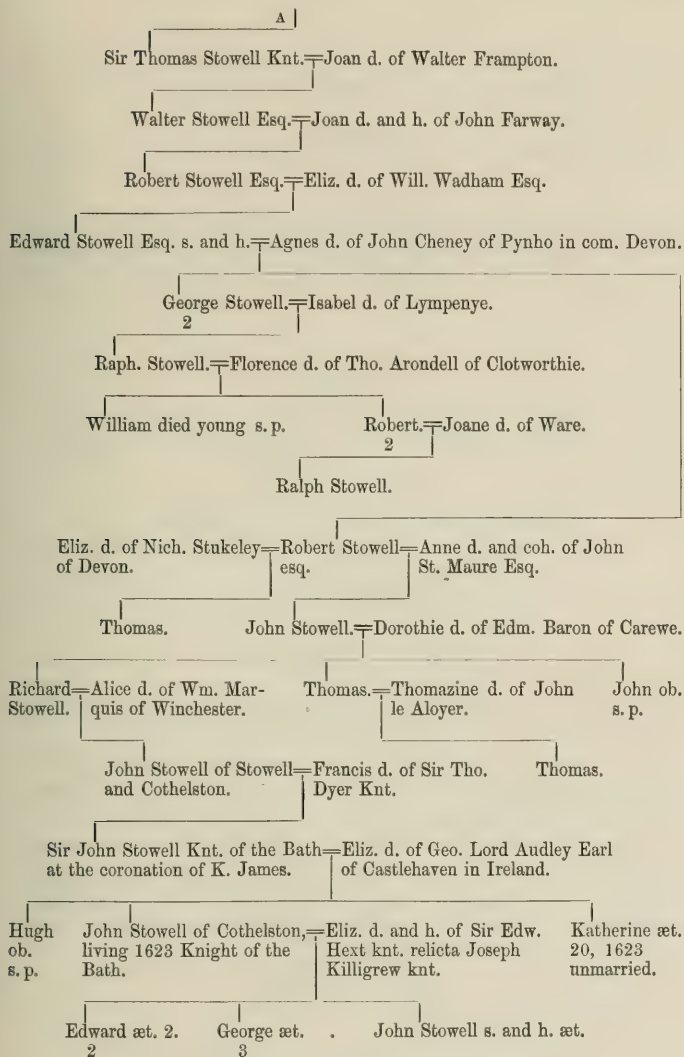 A
Sir Thomas Stowell Knt.=Joan d. of Walter Frampton.
Walter Stowell Esq.=Joan d. and h. of John Farway.
Robert Stowell Esq.=Eliz. d. of Will. Wadham Esq.
Edward Stowell Esq. s. and h.=Agnes d. of John Cheney of Pynho in com. Devon.
George Stowell.=Isabel d. of Lympenye.
2
Raph. Stowell.=Florence d. of Tho. Arondell of Clotworthie.
William died young s.p. Robert.=Joane d. of Ware.
2
Ralph Stowell.
Eliz. d. of Nich. Stukeley=Robert Stowell=Anne d. and coh. of John
of Devon. esq. St. Maure Esq.
Thomas. John Stowell.=Dorothie d. of Edm. Baron of Carewe.
Richard=Alice d. of Wm. Mar- Thomas.=Thomazine d. of John John ob.
Stowell. quis of Winchester. le Aloyer. s.p.
John Stowell of Stowell=Francis d. of Sir Tho. Thomas.
and Cothelston. Dyer Knt.
Sir John Stowell Knt. of the Bath=Eliz. d. of Geo. Lord Audley Earl
at the coronation of K. James. of Castlehaven in Ireland.
Hugh John Stowell of Cothelston,=Eliz. d. and h. of Sir Edw. Katherine æt.
ob. living 1623 Knight of the Hext knt. relicta Joseph 20, 1623
s.p. Bath. Killigrew knt. unmarried.
Edward æt. 2. George æt. . John Stowell s. and h. æt.
2 3